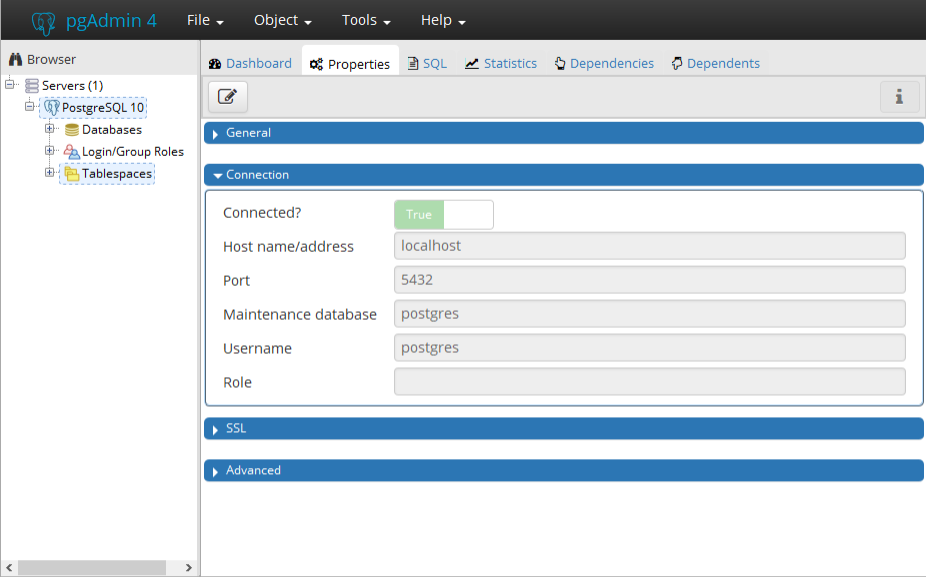 pgAdmin 4 File Object Tools Help
Browser
Servers (1)
PostgreSQL 10
Databases
Login/Group Roles
Tablespaces
Dashboard Properties SQL Statistics Dependencies Dependents
General
Connection
Connected? True
Host name/address localhost
Port 5432
Maintenance database postgres
Username postgres
Role
SSL
Advanced